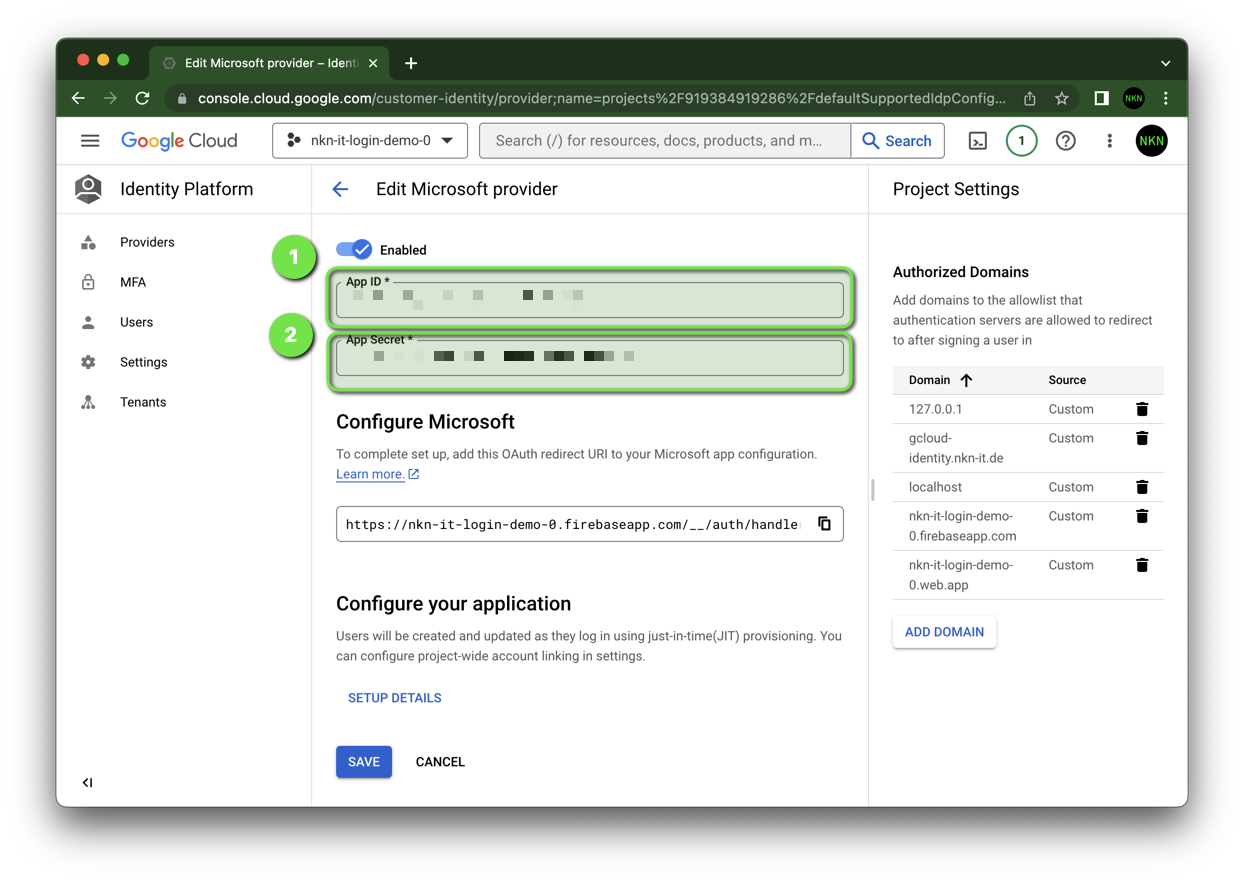 Edit Microsoft provider – Identi
console.cloud.google.com/customer-identity/provider;name=projects%2F919384919286%2FdefaultSupportedIdpConfig...
NKN
Google Cloud
nkn-it-login-demo-0
Search (/) for resources, docs, products, and m...
Search
1
NKN
Identity Platform
Providers
MFA
Users
Settings
Tenants
Edit Microsoft provider
Enabled
1
App ID *
2
App Secret *
Configure Microsoft
To complete set up, add this OAuth redirect URI to your Microsoft app configuration.
Learn more.
https://nkn-it-login-demo-0.firebaseapp.com/__/auth/handler
Configure your application
Users will be created and updated as they log in using just-in-time(JIT) provisioning. You
can configure project-wide account linking in settings.
SETUP DETAILS
SAVE CANCEL
Project Settings
Authorized Domains
Add domains to the allowlist that
authentication servers are allowed to redirect
to after signing a user in
Domain Source
127.0.0.1 Custom
gcloud- Custom
identity.nkn-it.de
localhost Custom
nkn-it-login-demo- Custom
0.firebaseapp.com
nkn-it-login-demo- Custom
0.web.app
ADD DOMAIN